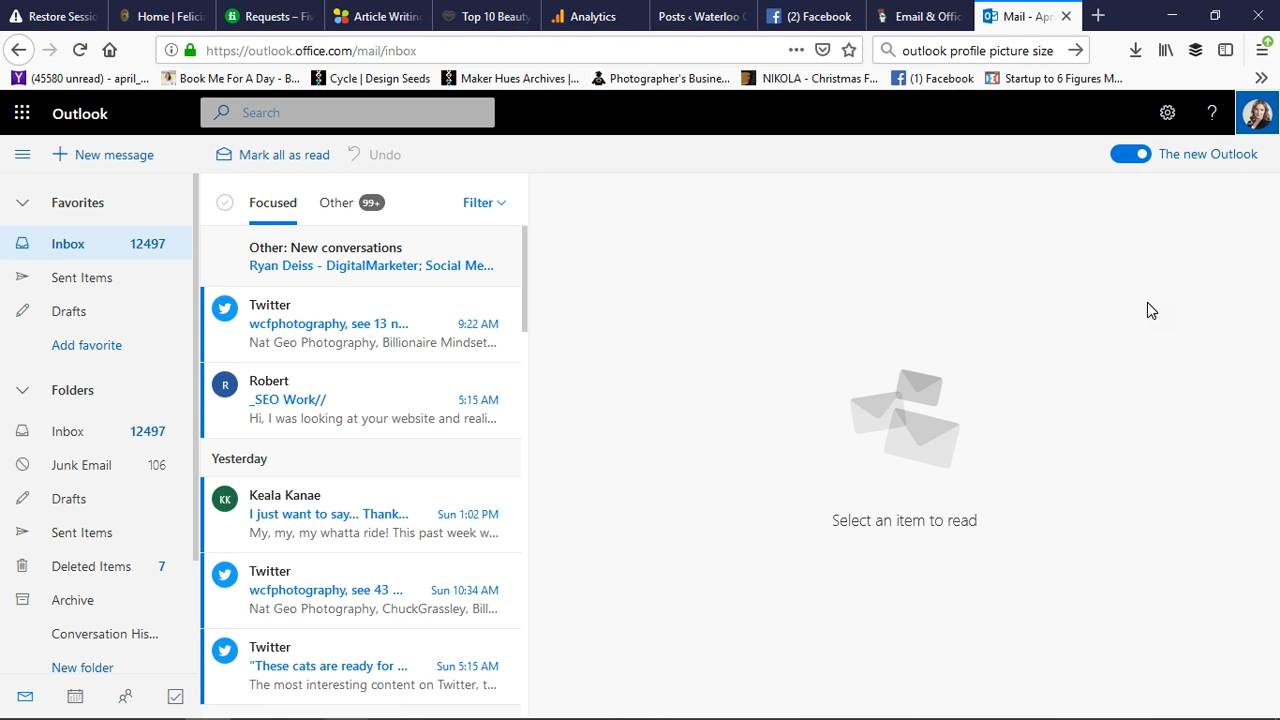 Restore Sessio
Home | Felicia
Requests – Fiv
Article Writing
Top 10 Beauty
Analytics
Posts ‹ Waterloo C
(2) Facebook
Email & Offic
Mail - Apri
https://outlook.office.com/mail/inbox
outlook profile picture size
(45580 unread) - april_...
Book Me For A Day - B...
Cycle | Design Seeds
Maker Hues Archives |...
Photographer's Busine...
NIKOLA - Christmas F...
(1) Facebook
Startup to 6 Figures M...
Outlook
Search
?
New message
Mark all as read
Undo
The new Outlook
Favorites
Inbox 12497
Sent Items
Drafts
Add favorite
Folders
Inbox 12497
Junk Email 106
Drafts
Sent Items
Deleted Items 7
Archive
Conversation His...
New folder
Focused
Other 99+
Filter
Other: New conversations
Ryan Deiss - DigitalMarketer; Social Me...
Twitter
wcfphotography, see 13 n... 9:22 AM
Nat Geo Photography, Billionaire Mindset...
R
Robert
_SEO Work// 5:15 AM
Hi, I was looking at your website and reali...
Yesterday
KK
Keala Kanae
I just want to say... Thank... Sun 1:02 PM
My, my, my whatta ride! This past week w...
Twitter
wcfphotography, see 43 ... Sun 10:34 AM
Nat Geo Photography, ChuckGrassley, Bill...
Twitter
"These cats are ready for ... Sun 5:15 AM
The most interesting content on Twitter, t...
Select an item to read